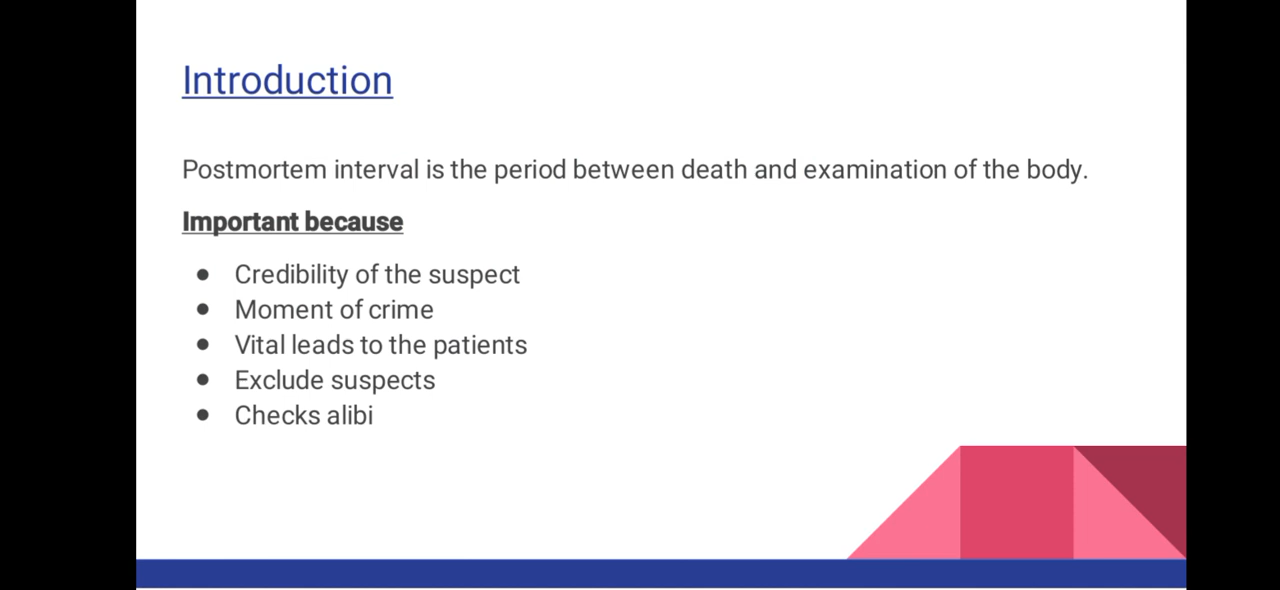 Introduction
Postmortem interval is the period between death and examination of the body.
Important because
● Credibility of the suspect
● Moment of crime
● Vital leads to the patients
● Exclude suspects
● Checks alibi